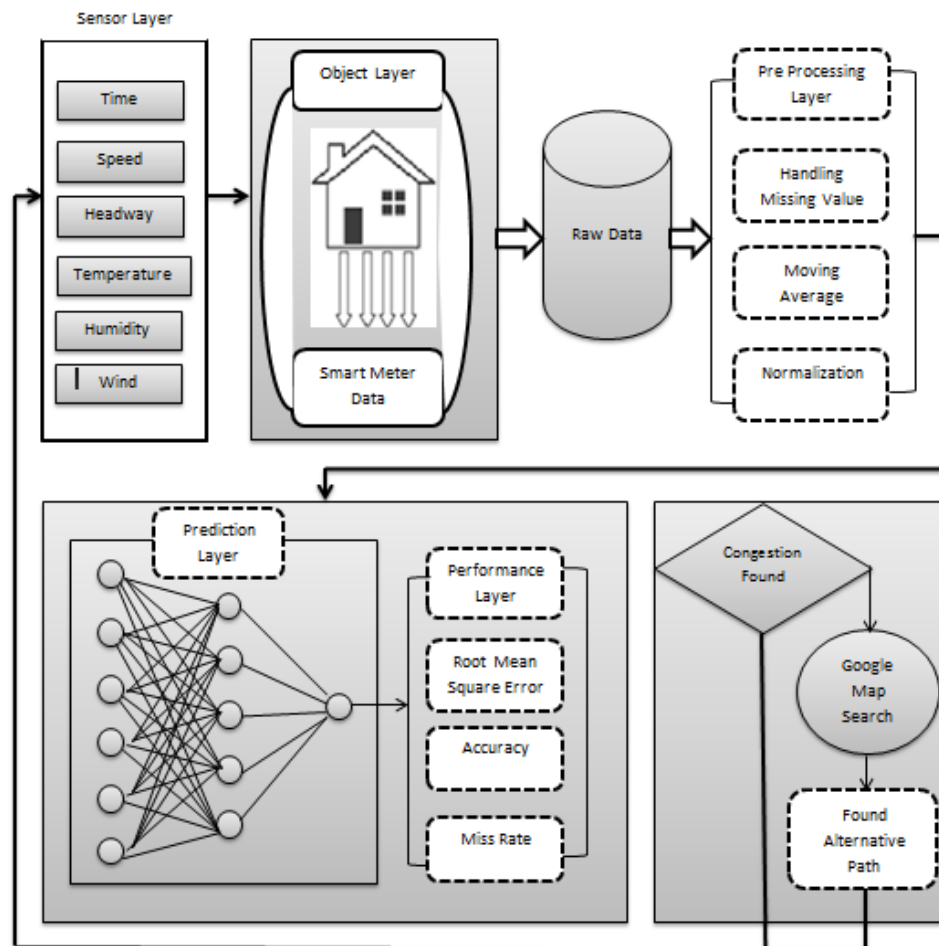 Sensor Layer
Time
Speed
Headway
Temperature
Humidity
Wind
Object Layer
Smart Meter
Data
Raw Data
Pre Processing
Layer
Handling
Missing Value
Moving
Average
Normalization
Prediction
Layer
Performance
Layer
Root Mean
Square Error
Accuracy
Miss Rate
Congestion
Found
Google
Map
Search
Found
Alternative
Path